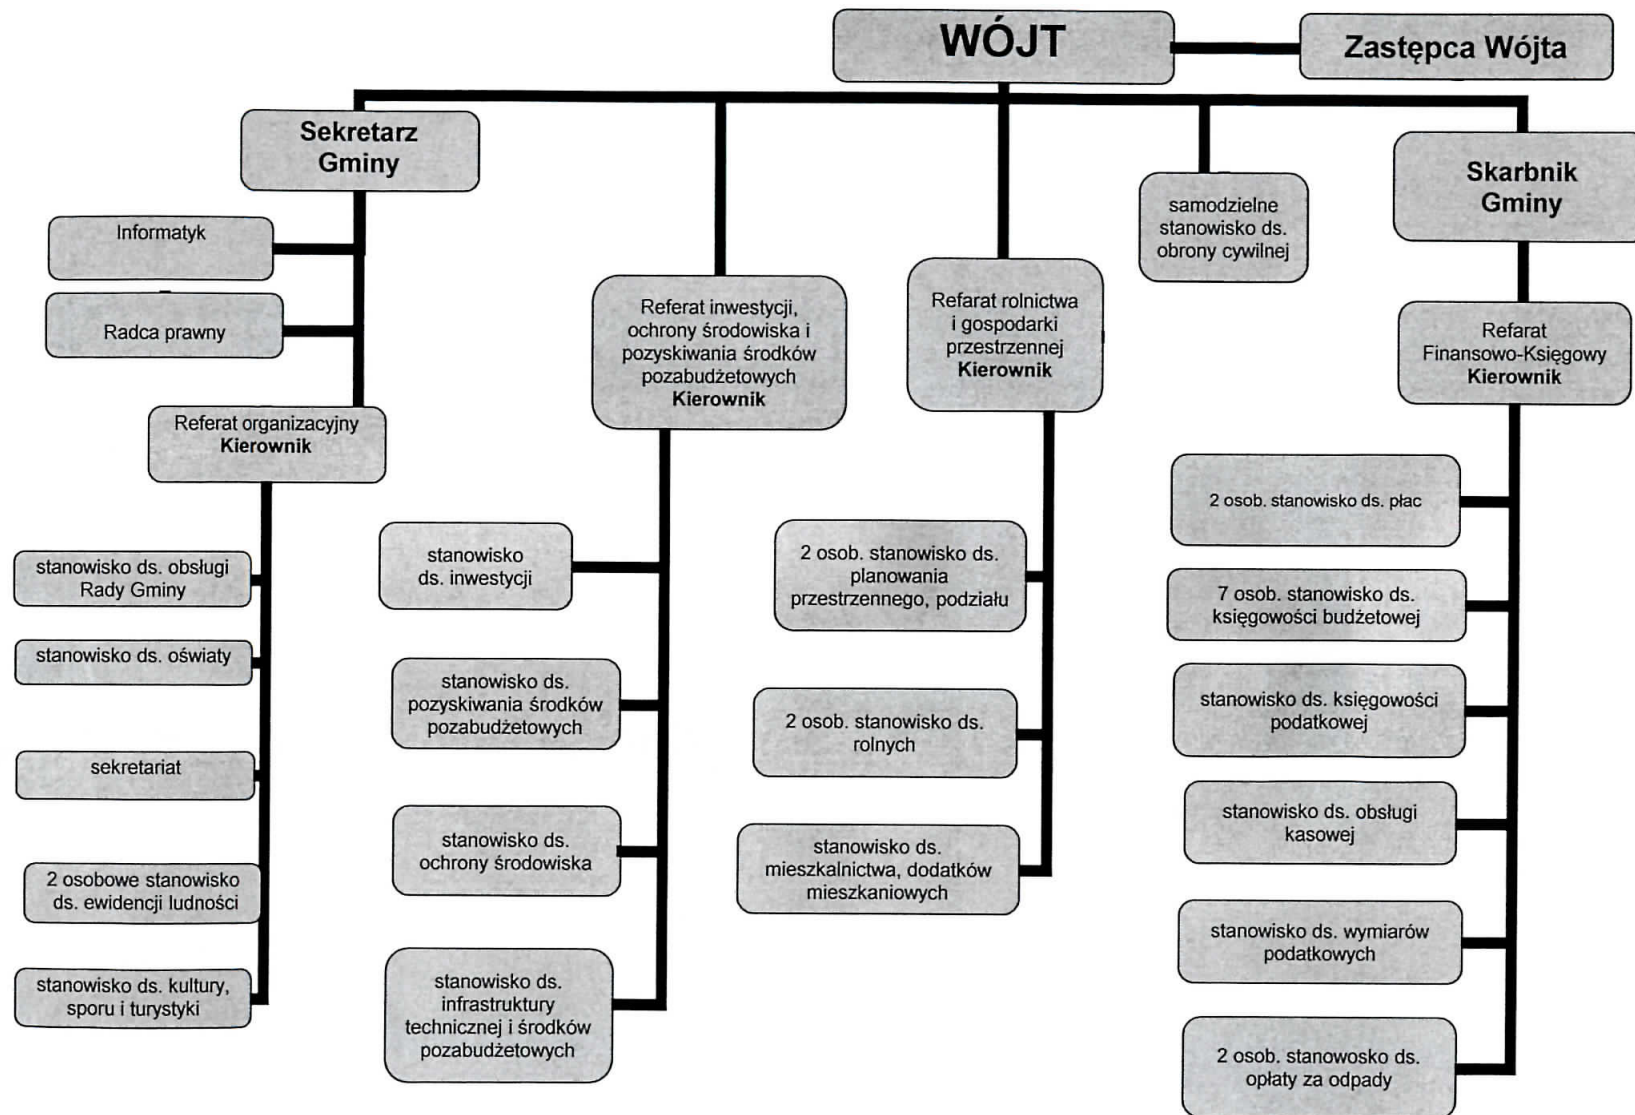 WÓJT
Zastępca Wójta
Sekretarz
Gminy
Informatyk
Radca prawny
Referat organizacyjny
Kierownik
stanowisko ds. obsługi
Rady Gminy
stanowisko ds. oświaty
sekretariat
2 osobowe stanowisko
ds. ewidencji ludności
stanowisko ds. kultury,
sporu i turystyki
Referat inwestycji,
ochrony środowiska i
pozyskiwania środków
pozabudżetowych
Kierownik
stanowisko
ds. inwestycji
stanowisko ds.
pozyskiwania środków
pozabudżetowych
stanowisko ds.
ochrony środowiska
stanowisko ds.
infrastruktury
technicznej i środków
pozabudżetowych
Refarat rolnictwa
i gospodarki
przestrzennej
Kierownik
2 osob. stanowisko ds.
planowania
przestrzennego, podziału
2 osob. stanowisko ds.
rolnych
stanowisko ds.
mieszkalnictwa, dodatków
mieszkaniowych
samodzielne
stanowisko ds.
obrony cywilnej
Skarbnik
Gminy
Refarat
Finansowo-Księgowy
Kierownik
2 osob. stanowisko ds. płac
7 osob. stanowisko ds.
księgowości budżetowej
stanowisko ds. księgowości
podatkowej
stanowisko ds. obsługi
kasowej
stanowisko ds. wymiarów
podatkowych
2 osob. stanowosko ds.
opłaty za odpady